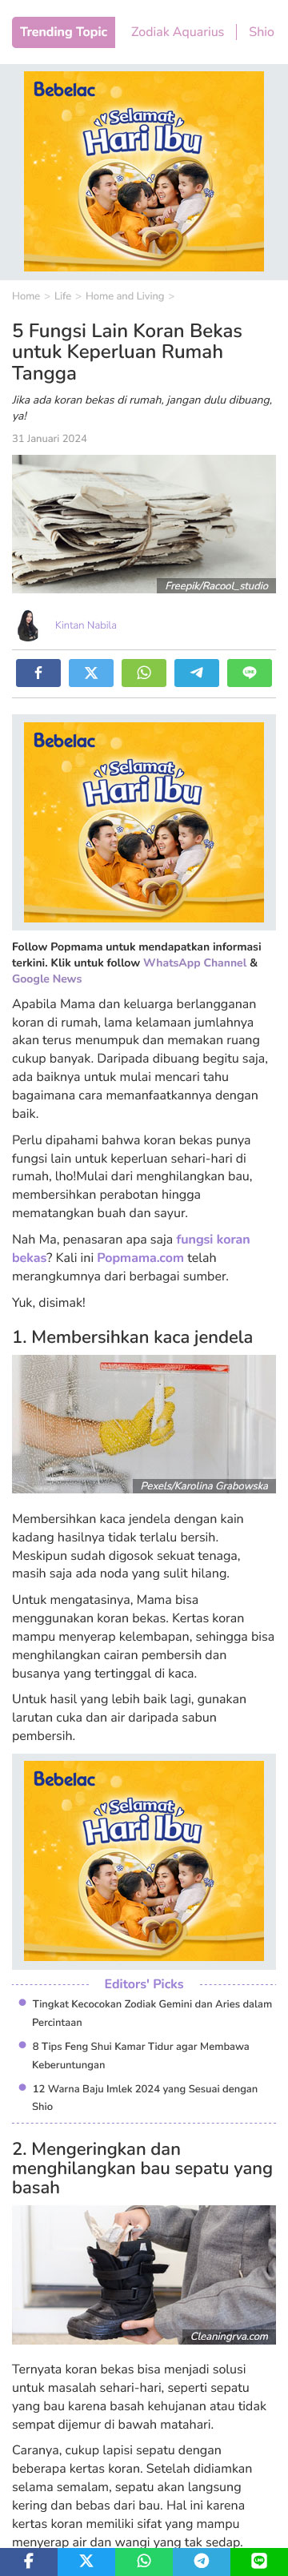 Trending Topic
Zodiak Aquarius
Shio
Bebelac
Selamat
Hari Ibu
Home > Life > Home and Living >
5 Fungsi Lain Koran Bekas
untuk Keperluan Rumah
Tangga
Jika ada koran bekas di rumah, jangan dulu dibuang,
ya!
31 Januari 2024
Freepik/Racool_studio
Kintan Nabila
Bebelac
Selamat
Hari Ibu
Follow Popmama untuk mendapatkan informasi
terkini. Klik untuk follow WhatsApp Channel &
Google News
Apabila Mama dan keluarga berlangganan
koran di rumah, lama kelamaan jumlahnya
akan terus menumpuk dan memakan ruang
cukup banyak. Daripada dibuang begitu saja,
ada baiknya untuk mulai mencari tahu
bagaimana cara memanfaatkannya dengan
baik.
Perlu dipahami bahwa koran bekas punya
fungsi lain untuk keperluan sehari-hari di
rumah, lho!Mulai dari menghilangkan bau,
membersihkan perabotan hingga
mematangkan buah dan sayur.
Nah Ma, penasaran apa saja fungsi koran
bekas? Kali ini Popmama.com telah
merangkumnya dari berbagai sumber.
Yuk, disimak!
1. Membersihkan kaca jendela
Pexels/Karolina Grabowska
Membersihkan kaca jendela dengan kain
kadang hasilnya tidak terlalu bersih.
Meskipun sudah digosok sekuat tenaga,
masih saja ada noda yang sulit hilang.
Untuk mengatasinya, Mama bisa
menggunakan koran bekas. Kertas koran
mampu menyerap kelembapan, sehingga bisa
menghilangkan cairan pembersih dan
busanya yang tertinggal di kaca.
Untuk hasil yang lebih baik lagi, gunakan
larutan cuka dan air daripada sabun
pembersih.
Bebelac
Selamat
Hari Ibu
Editors' Picks
Tingkat Kecocokan Zodiak Gemini dan Aries dalam
Percintaan
8 Tips Feng Shui Kamar Tidur agar Membawa
Keberuntungan
12 Warna Baju Imlek 2024 yang Sesuai dengan
Shio
2. Mengeringkan dan
menghilangkan bau sepatu yang
basah
Cleaningrva.com
Ternyata koran bekas bisa menjadi solusi
untuk masalah sehari-hari, seperti sepatu
yang bau karena basah kehujanan atau tidak
sempat dijemur di bawah matahari.
Caranya, cukup lapisi sepatu dengan
beberapa kertas koran. Setelah didiamkan
selama semalam, sepatu akan langsung
kering dan bebas dari bau. Hal ini karena
kertas koran memiliki sifat yang mampu
menyerap air dan wangi yang tak sedap.